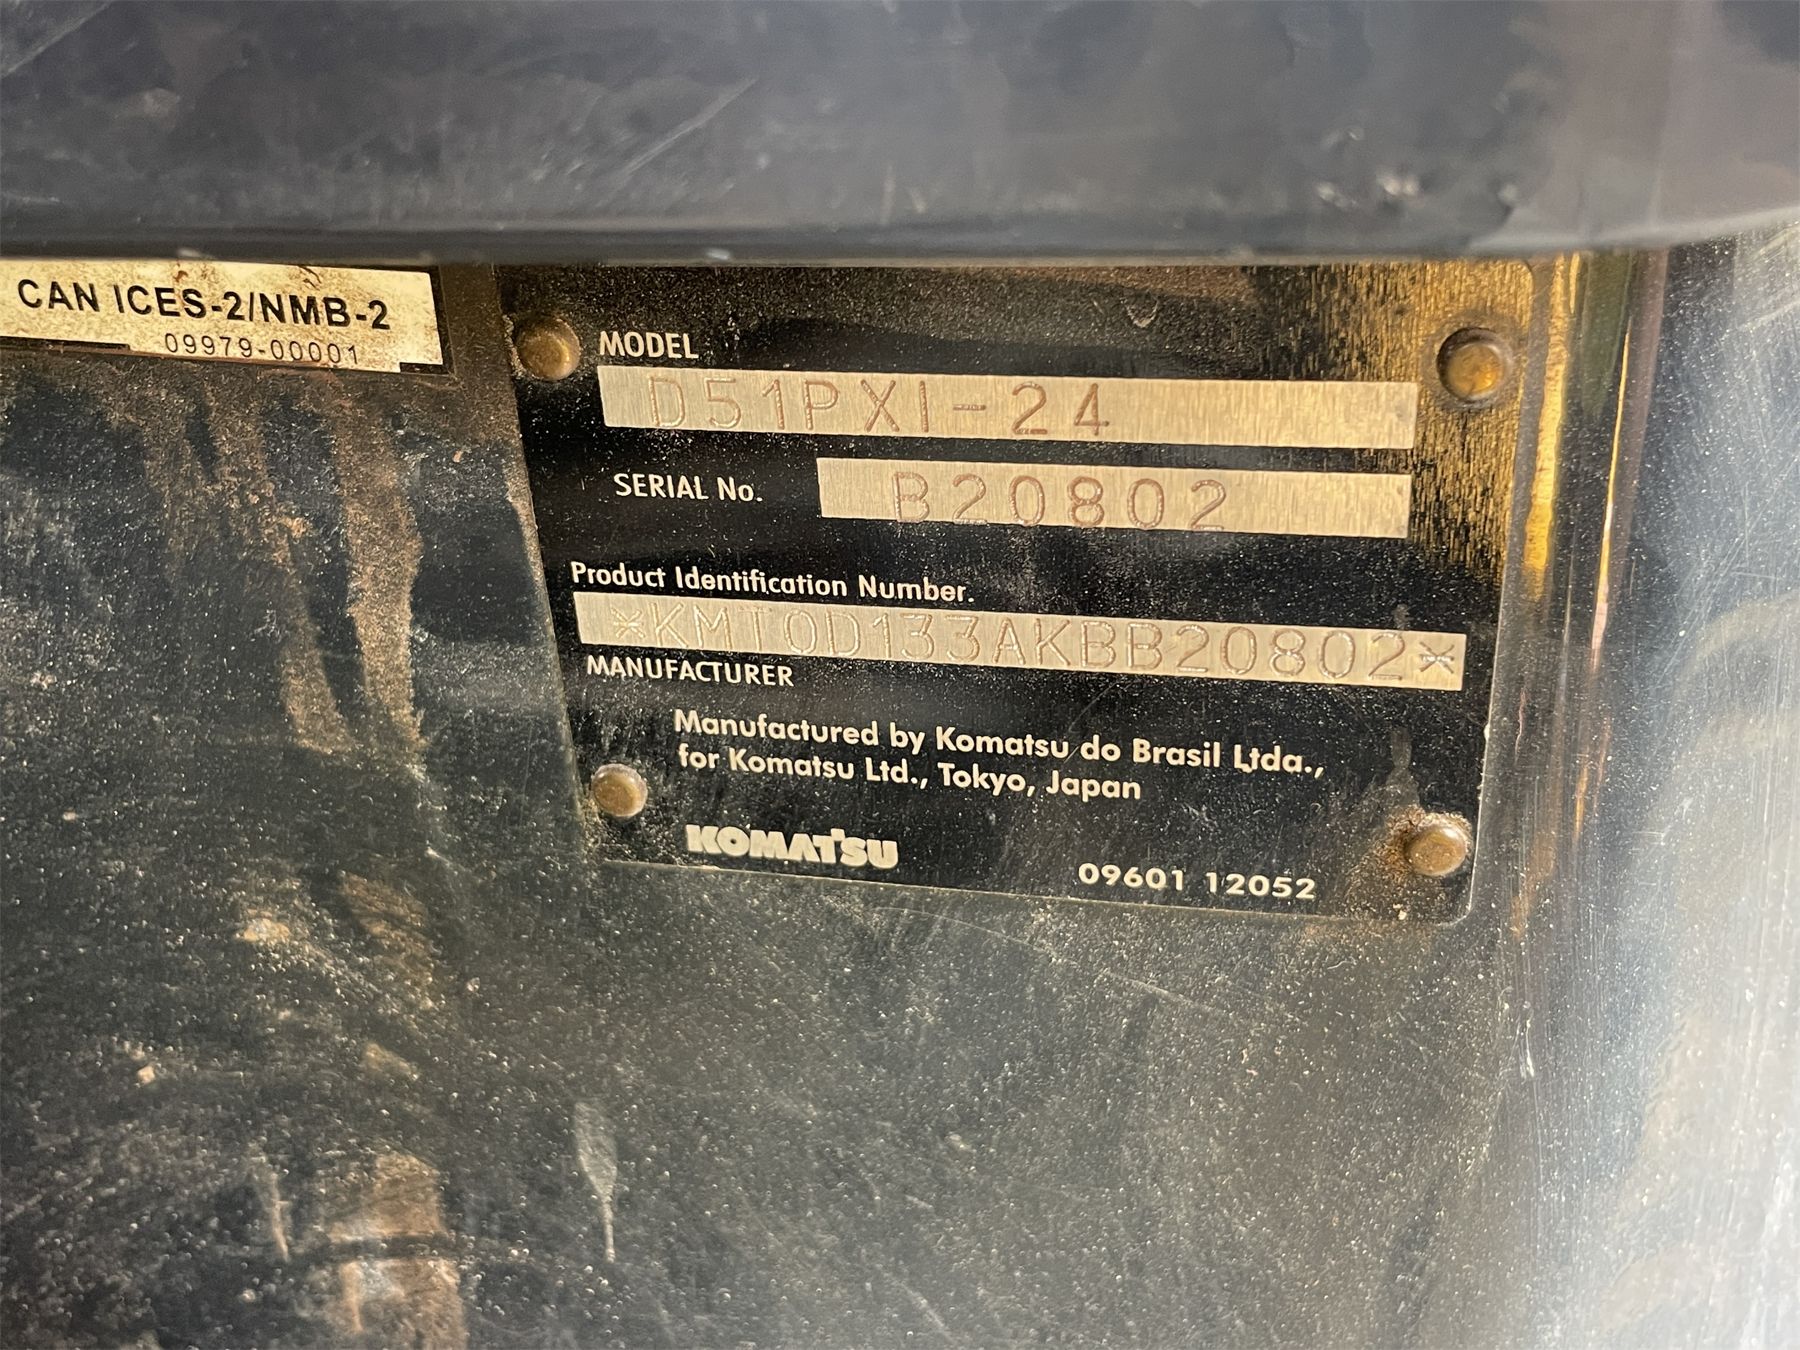 CAN ICES-2/NMB-2
09979-00001
MODEL
D51PXI-24
SERIAL No.
B20802
Product Identification Number.
*KMT0D133AKBB20802*
MANUFACTURER
Manufactured by Komatsu do Brasil Ltda.,
for Komatsu Ltd., Tokyo, Japan
KOMATSU
09601 12052